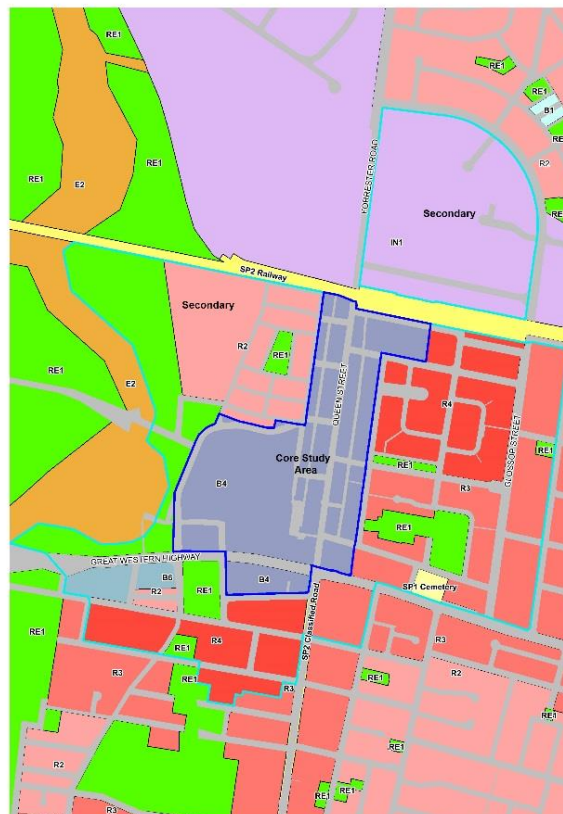 RE1
RE1
B1
RE1
RE1
RE1
R2
FORRESTER ROAD
E2
Secondary
IN1
SP2 Railway
Secondary
R2
RE1
RE1
E2
QUEEN STREET
R4
GLOSSOP STREET
RE1
Core Study
Area
RE1
R3
B4
RE1
GREAT WESTERN HIGHWAY
B6
B4
R2
RE1
SP1 Cemetery
SP2 Classified Road
RE1
R4
RE1
R3
R3
R2
RE1
R3
RE1
RE1
RE1
R2
RE1
RE1
R3